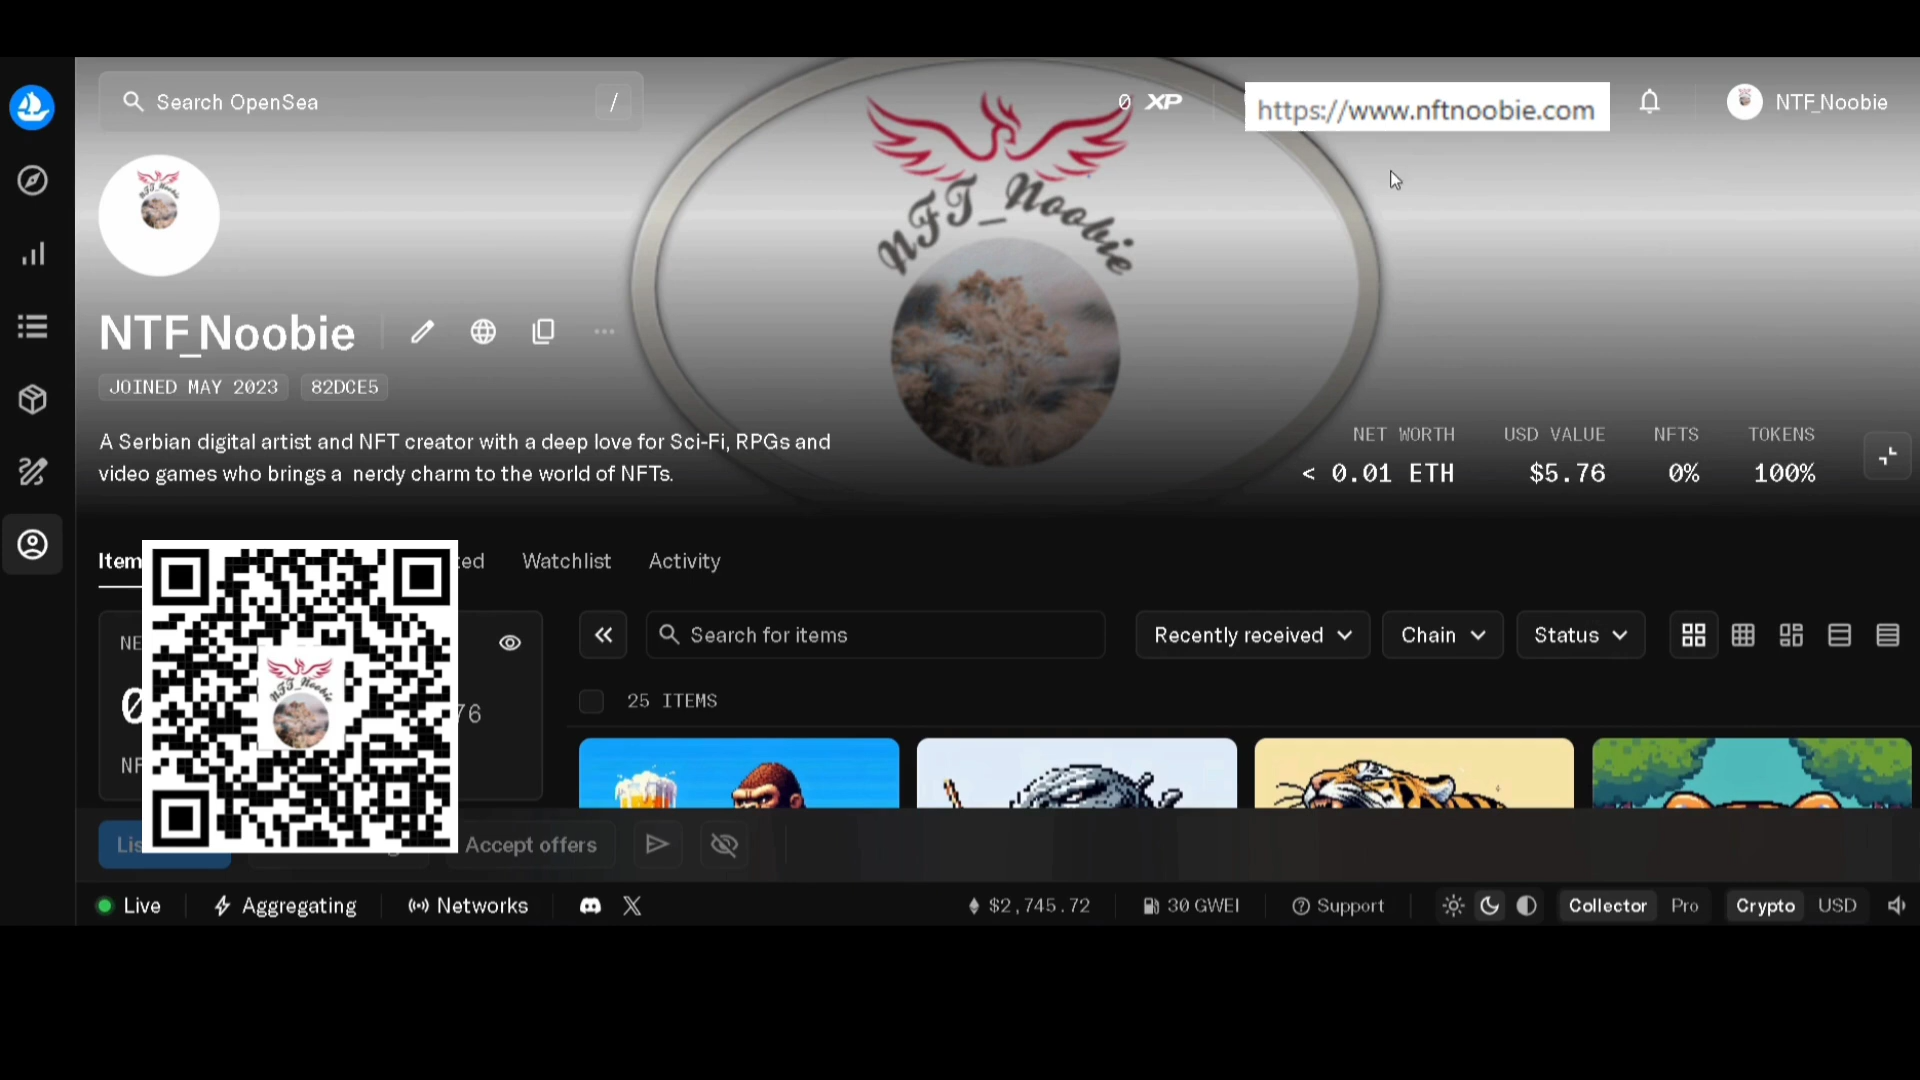 Search OpenSea
/
0 XP
https://www.nftnoobie.com
NTF_Noobie
NFT_Noobie
NTF_Noobie
JOINED MAY 2023
82DCE5
A Serbian digital artist and NFT creator with a deep love for Sci-Fi, RPGs and
video games who brings a nerdy charm to the world of NFTs.
NET WORTH
USD VALUE
NFTS
TOKENS
< 0.01 ETH
$5.76
0%
100%
Watchlist
Activity
Search for items
Recently received
Chain
Status
25 ITEMS
NFT_Noobie
Accept offers
Live
Aggregating
Networks
$2,745.72
30 GWEI
Support
Collector
Pro
Crypto
USD